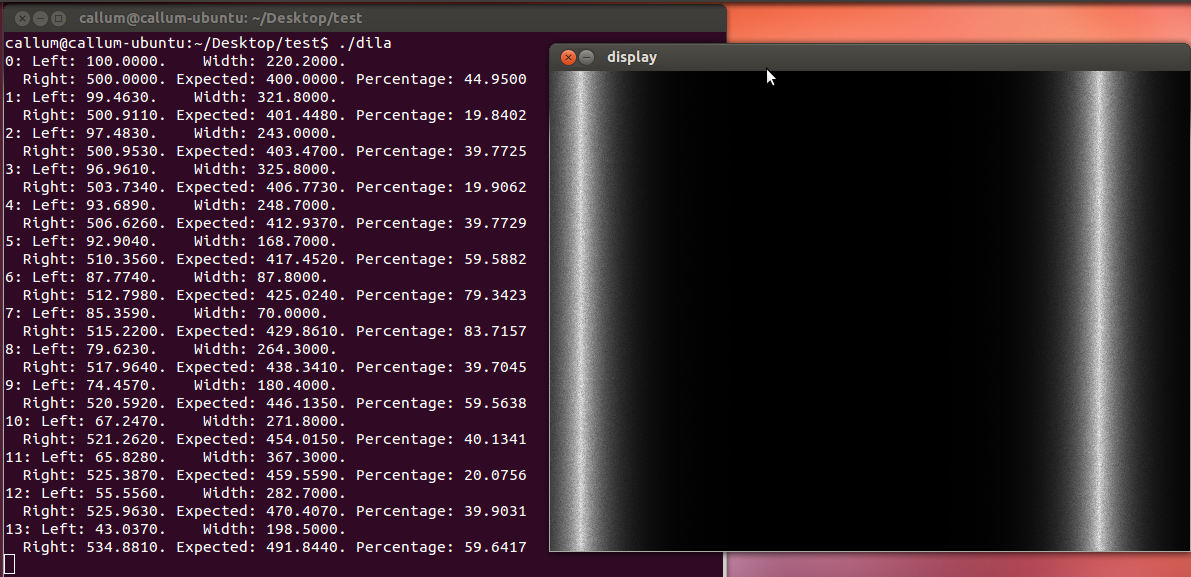 callum@callum-ubuntu: ~/Desktop/test
callum@callum-ubuntu:~/Desktop/test$ ./dila
0: Left: 100.0000.    Width: 220.2000.
  Right: 500.0000. Expected: 400.0000. Percentage: 44.9500
1: Left: 99.4630.    Width: 321.8000.
  Right: 500.9110. Expected: 401.4480. Percentage: 19.8402
2: Left: 97.4830.    Width: 243.0000.
  Right: 500.9530. Expected: 403.4700. Percentage: 39.7725
3: Left: 96.9610.    Width: 325.8000.
  Right: 503.7340. Expected: 406.7730. Percentage: 19.9062
4: Left: 93.6890.    Width: 248.7000.
  Right: 506.6260. Expected: 412.9370. Percentage: 39.7729
5: Left: 92.9040.    Width: 168.7000.
  Right: 510.3560. Expected: 417.4520. Percentage: 59.5882
6: Left: 87.7740.    Width: 87.8000.
  Right: 512.7980. Expected: 425.0240. Percentage: 79.3423
7: Left: 85.3590.    Width: 70.0000.
  Right: 515.2200. Expected: 429.8610. Percentage: 83.7157
8: Left: 79.6230.    Width: 264.3000.
  Right: 517.9640. Expected: 438.3410. Percentage: 39.7045
9: Left: 74.4570.    Width: 180.4000.
  Right: 520.5920. Expected: 446.1350. Percentage: 59.5638
10: Left: 67.2470.    Width: 271.8000.
  Right: 521.2620. Expected: 454.0150. Percentage: 40.1341
11: Left: 65.8280.    Width: 367.3000.
  Right: 525.3870. Expected: 459.5590. Percentage: 20.0756
12: Left: 55.5560.    Width: 282.7000.
  Right: 525.9630. Expected: 470.4070. Percentage: 39.9031
13: Left: 43.0370.    Width: 198.5000.
  Right: 534.8810. Expected: 491.8440. Percentage: 59.6417
display